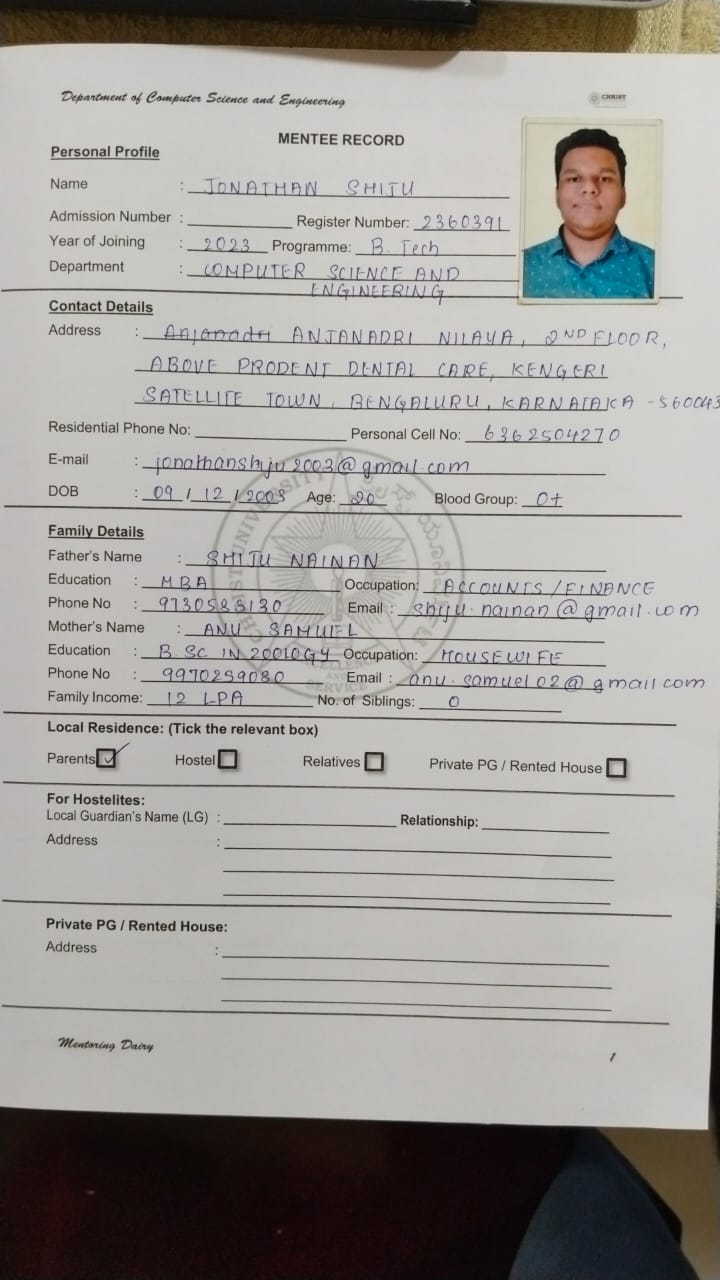 Department of Computer Science and Engineering
CHRIST
MENTEE RECORD
Personal Profile
Name : JONATHAN SHIJU
Admission Number : Register Number: 2360391
Year of Joining : 2023 Programme: B. Tech
Department : COMPUTER SCIENCE AND
ENGINEERING
Contact Details
Address : Anjanadri ANJANADRI NILAYA, 2ND FLOOR,
ABOVE PRODENT DENTAL CARE, KENGERI
SATELLITE TOWN, BENGALURU, KARNATAKA - 560043
Residential Phone No: Personal Cell No: 6362504270
E-mail : jonathanshiju2003@gmail.com
DOB : 09 / 12 / 2003 Age: 20 Blood Group: O+
Family Details
Father's Name : SHIJU NAINAN
Education : MBA Occupation: ACCOUNTS / FINANCE
Phone No : 9730583130 Email : shiju.nainan@gmail.com
Mother's Name : ANU SAMUEL
Education : B.SC IN ZOOLOGY Occupation: HOUSEWIFE
Phone No : 9970259080 Email : anu.samuel02@gmail.com
Family Income: 12 LPA No. of Siblings: 0
Local Residence: (Tick the relevant box)
Parents Hostel Relatives Private PG / Rented House
For Hostelites:
Local Guardian's Name (LG) : Relationship:
Address :
Private PG / Rented House:
Address :
Mentoring Dairy
1